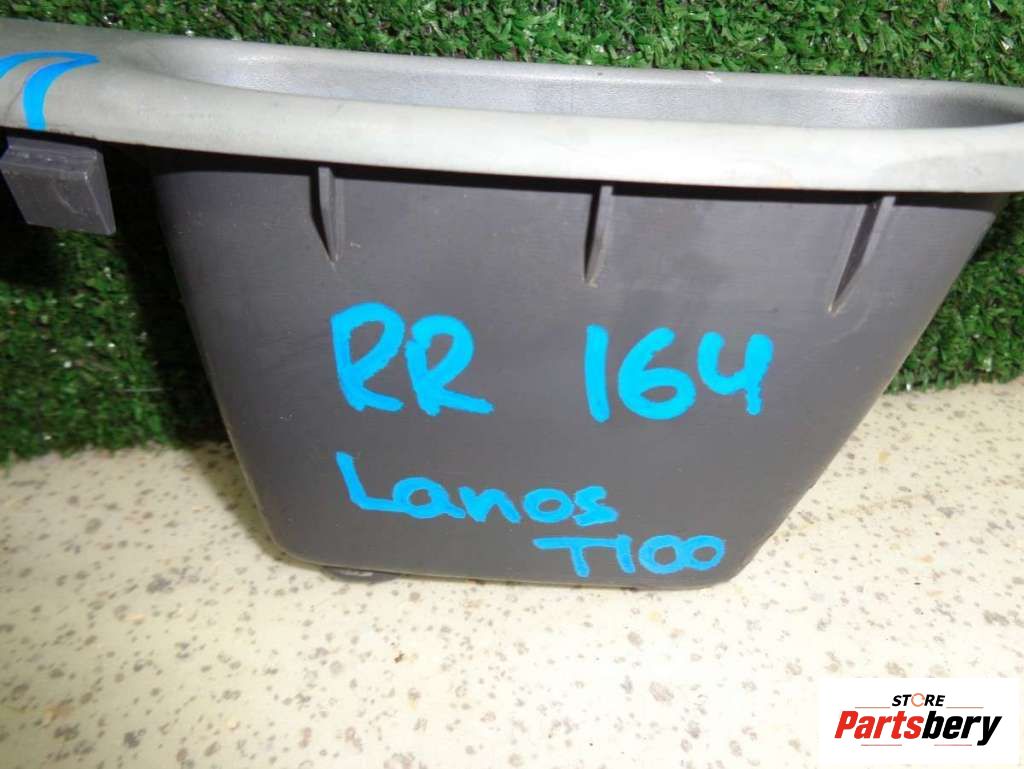 RR 164
Lanos
T100
STORE
Partsbery